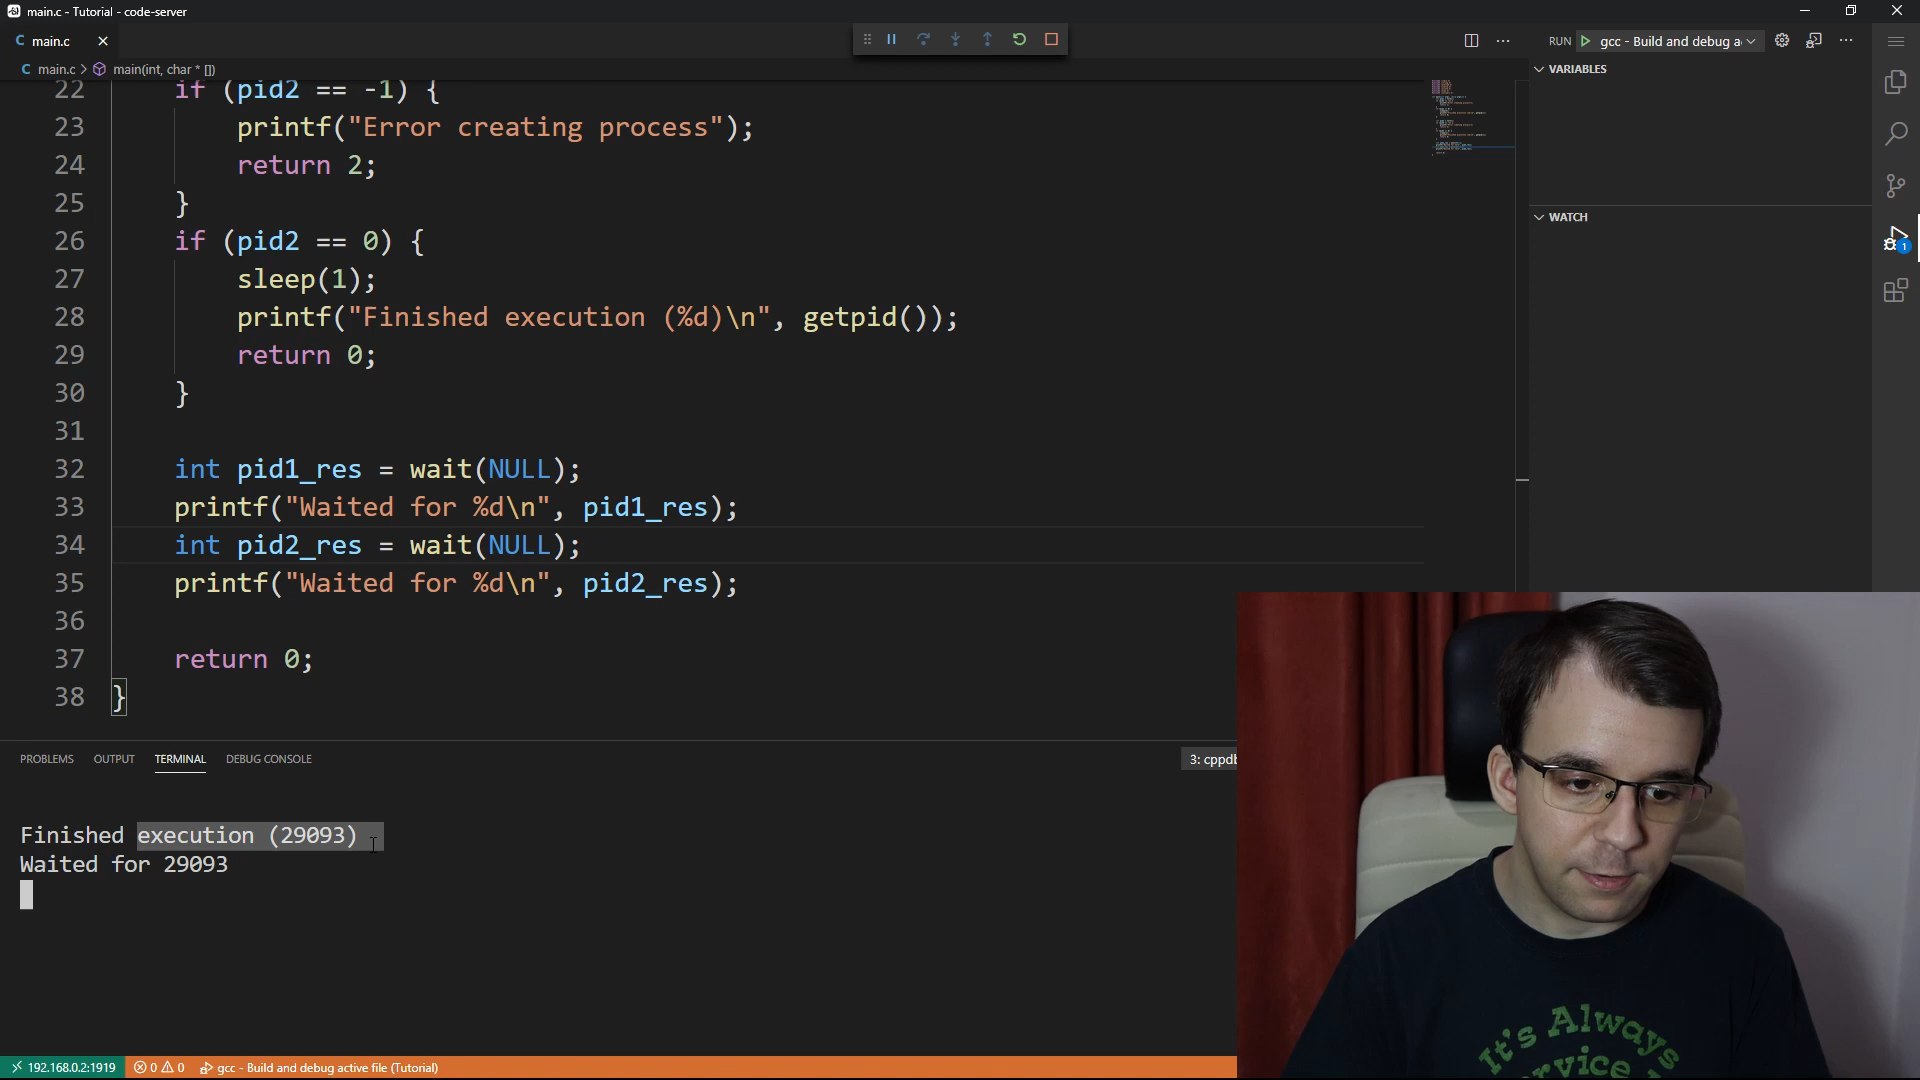 main.c - Tutorial - code-server
C main.c
RUN gcc - Build and debug a
C main.c > main(int, char * [])
VARIABLES
WATCH
1
22 if (pid2 == -1) {
23 printf("Error creating process");
24 return 2;
25 }
26 if (pid2 == 0) {
27 sleep(1);
28 printf("Finished execution (%d)\n", getpid());
29 return 0;
30 }
31
32 int pid1_res = wait(NULL);
33 printf("Waited for %d\n", pid1_res);
34 int pid2_res = wait(NULL);
35 printf("Waited for %d\n", pid2_res);
36
37 return 0;
38 }
PROBLEMS OUTPUT TERMINAL DEBUG CONSOLE 3: cppdb
Finished execution (29093)
Waited for 29093
It's Always
192.168.0.2:1919 0 0 gcc - Build and debug active file (Tutorial)